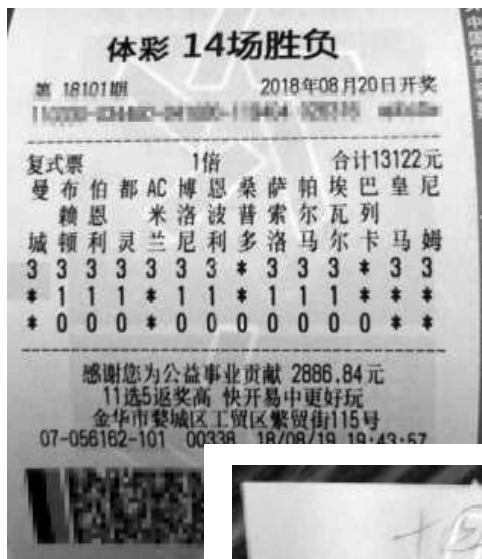 体彩 14场胜负
第 18101期 2018年08月20日开奖
复式票 1倍 合计13122元
曼 布 伯 都 AC 博 恩 桑 萨 帕 埃 巴 皇 尼
赖 恩 米 洛 波 普 索 尔 瓦 列
城 顿 利 灵 兰 尼 利 多 洛 马 尔 卡 马 姆
3 3 3 3 3 3 3 * 3 3 3 * 3 3
* 1 1 1 * 1 1 * 1 1 1 * * *
* 0 0 0 * 0 0 0 0 0 0 0 * *
感谢您为公益事业贡献 2886.84元
11选5返奖高 快开易中更好玩
金华市婺城区工贸区繁贸街115号
07-056162-101 00338 18/08/19 19:43:57
中国体育彩